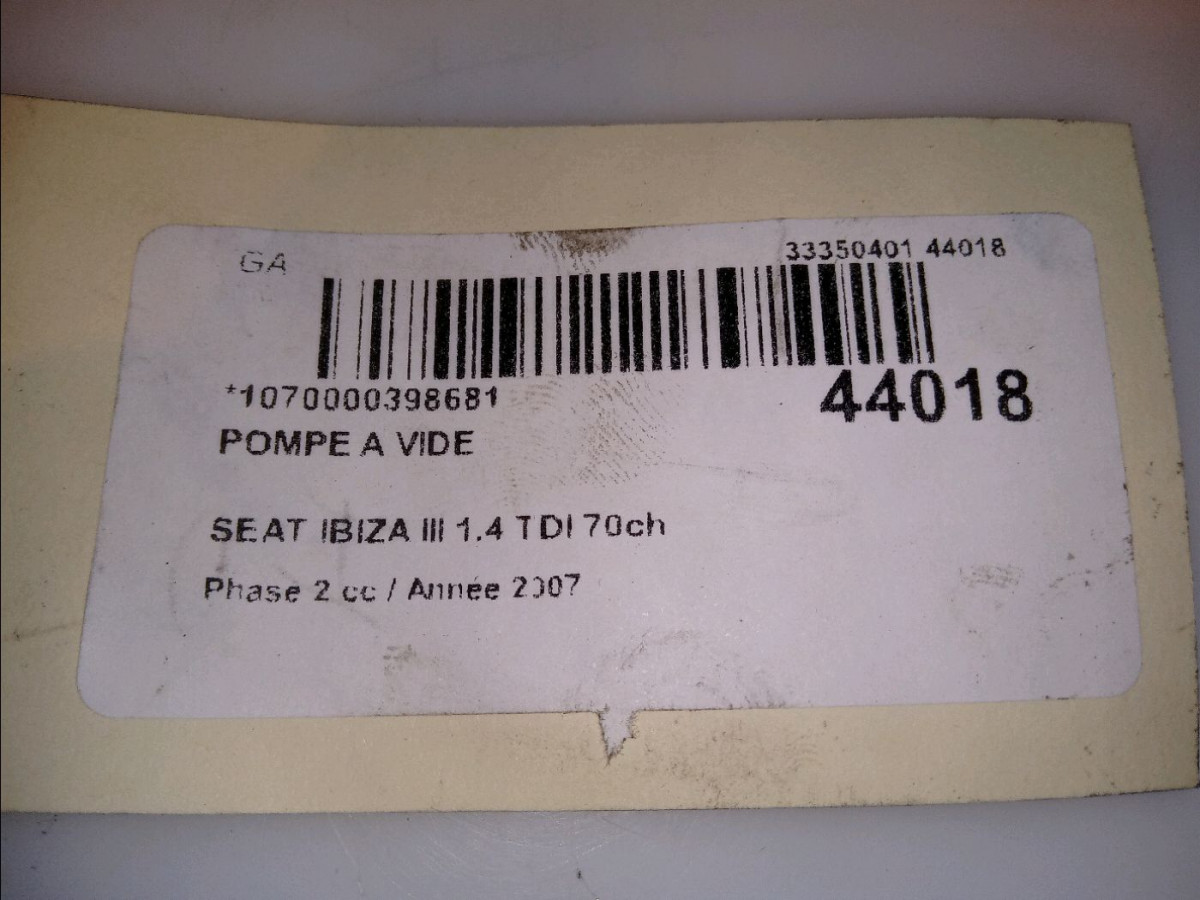 GA 33350401 44018
*1070000398681 44018
POMPE A VIDE
SEAT IBIZA III 1.4 TDI 70ch
Phase 2 cc / Année 2007